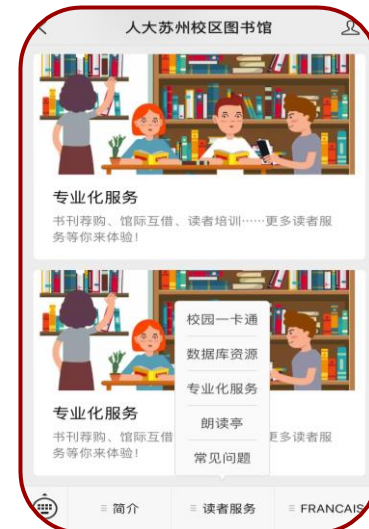 人大苏州校区图书馆
专业化服务
书刊荐购、馆际互借、读者培训……更多读者服
务等你来体验！
校园一卡通
数据库资源
专业化服务
朗读亭
常见问题
专业化服务
书刊荐购、馆际互借
更多读者服
务等你来体验！
简介
读者服务
FRANCAIS